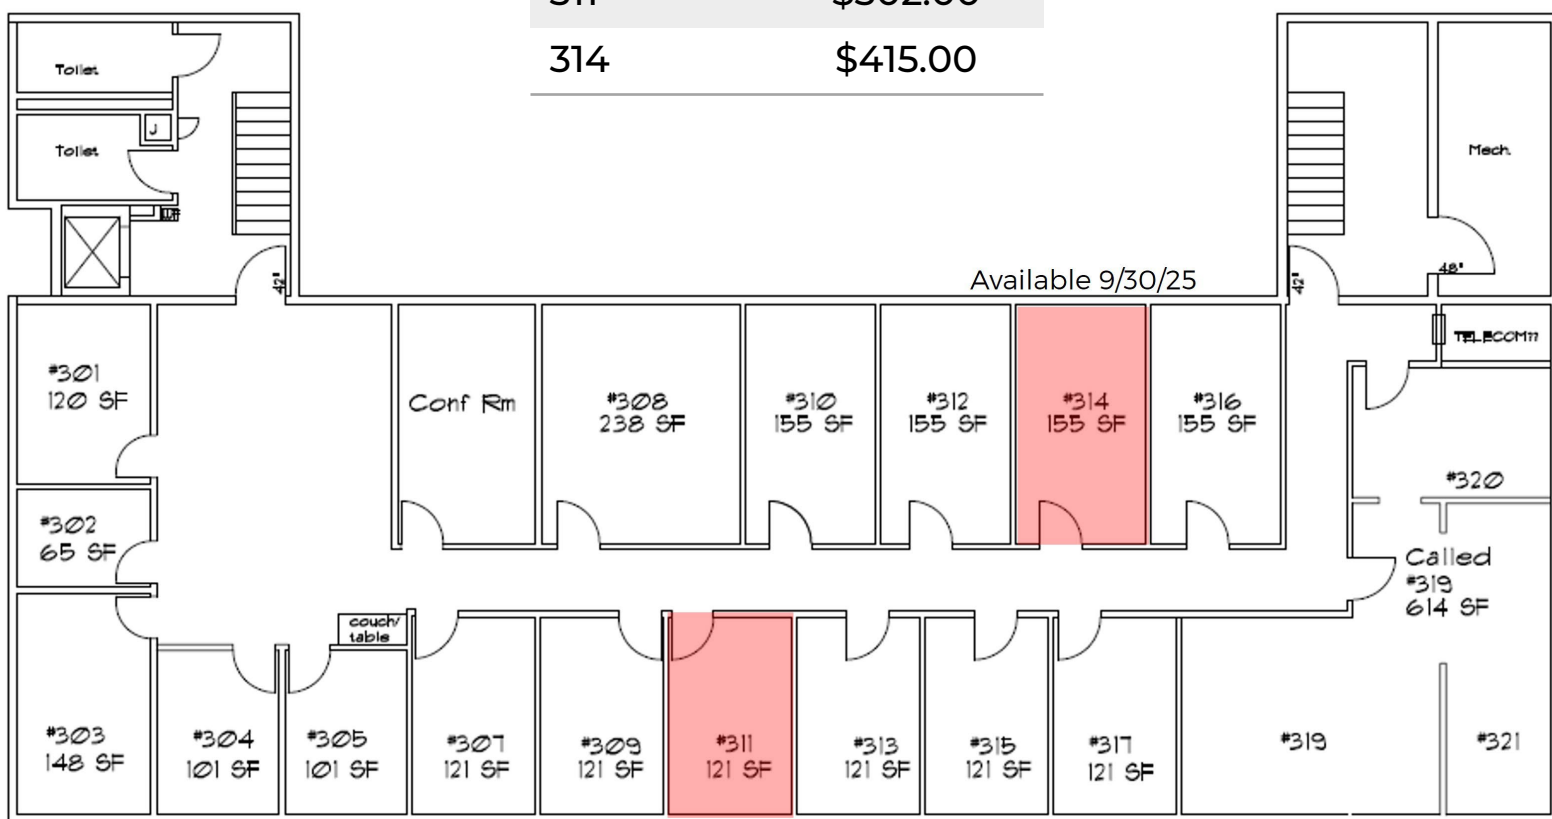 314 $415.00
Toilet
J
Toilet
Mech.
42"
Available 9/30/25
42"
48"
TELECOM??
#301
120 SF
Conf Rm
#308
238 SF
#310
155 SF
#312
155 SF
#314
155 SF
#316
155 SF
#320
#302
65 SF
Called
#319
614 SF
couch/
table
#303
148 SF
#304
101 SF
#305
101 SF
#307
121 SF
#309
121 SF
#311
121 SF
#313
121 SF
#315
121 SF
#317
121 SF
#319
#321